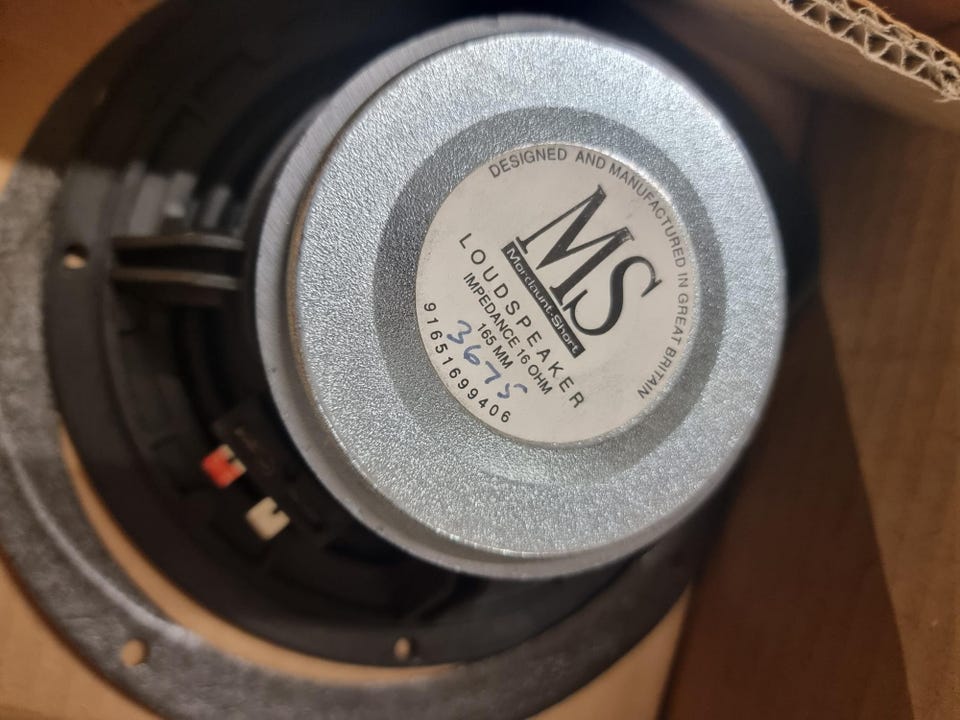 DESIGNED AND MANUFACTURED IN GREAT BRITAIN
MS
Mordaunt-Short
LOUDSPEAKER
IMPEDANCE 16 OHM
165 MM
3675
91651699406